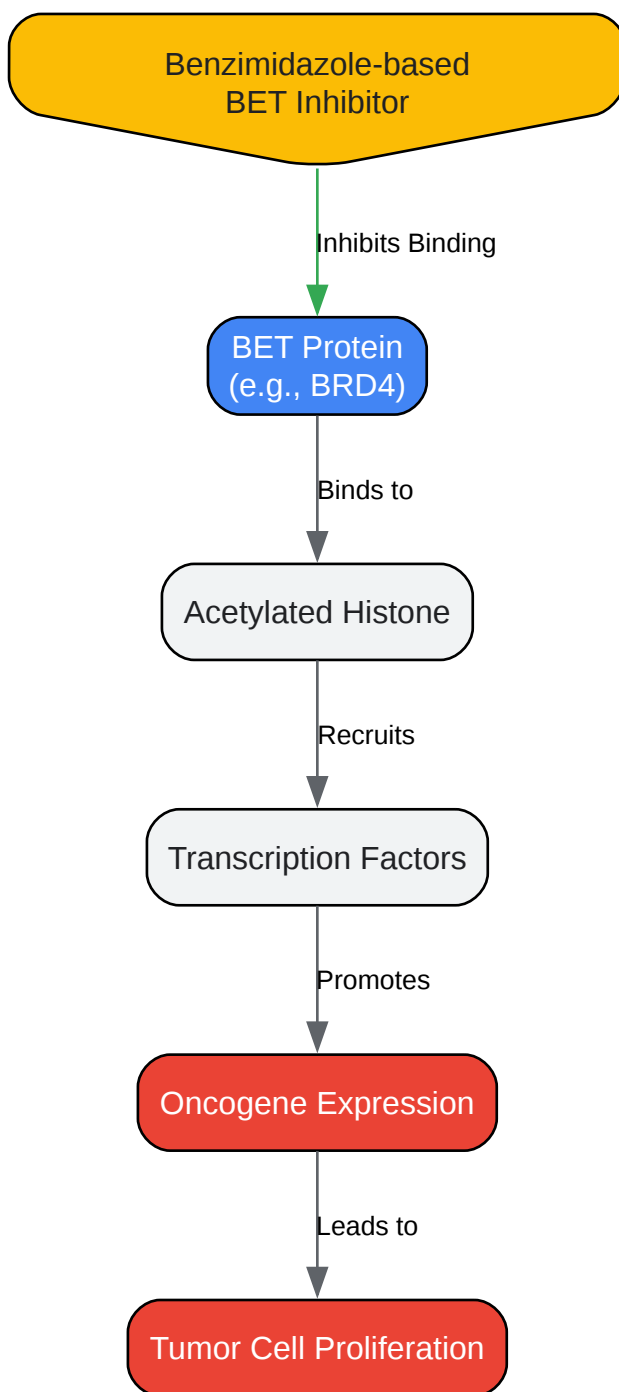 Benzimidazole-based
BET Inhibitor
Inhibits Binding
BET Protein
(e.g., BRD4)
Binds to
Acetylated Histone
Recruits
Transcription Factors
Promotes
Oncogene Expression
Leads to
Tumor Cell Proliferation